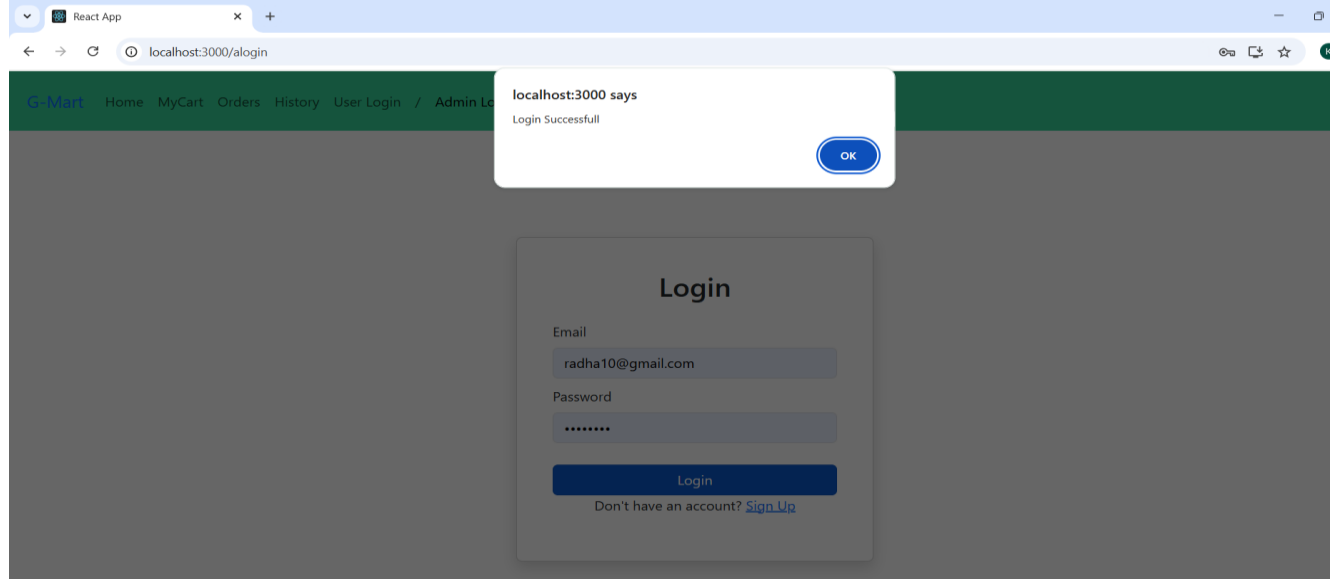 React App
localhost:3000/alogin
G-Mart Home MyCart Orders History User Login / Admin
localhost:3000 says
Login Successfull
OK
Login
Email
radha10@gmail.com
Password
••••••••
Login
Don't have an account? Sign Up